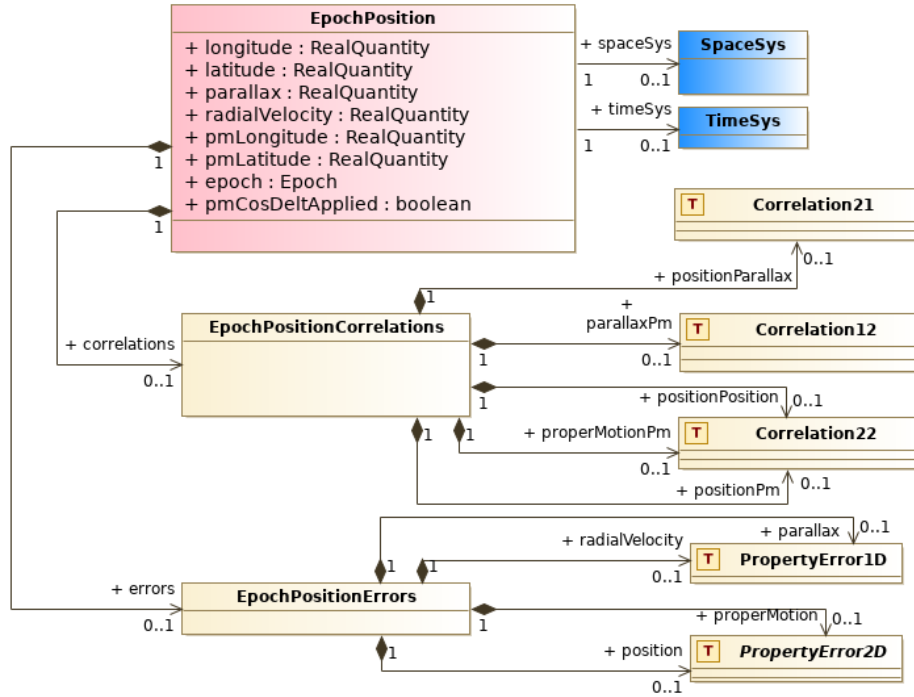 EpochPosition
+ longitude : RealQuantity
+ latitude : RealQuantity
+ parallax : RealQuantity
+ radialVelocity : RealQuantity
+ pmLongitude : RealQuantity
+ pmLatitude : RealQuantity
+ epoch : Epoch
+ pmCosDeltApplied : boolean
+ spaceSys
1
0..1
SpaceSys
+ timeSys
1
0..1
TimeSys
1
1
T
Correlation21
0..1
+ positionParallax
1
EpochPositionCorrelations
+ correlations
0..1
+
parallaxPm
1
0..1
T
Correlation12
+ positionPosition
1
0..1
T
Correlation22
1
1
+ properMotionPm
0..1
+ positionPm
0..1
+ parallax
0..1
+ radialVelocity
1
1
0..1
T
PropertyError1D
+ errors
0..1
EpochPositionErrors
1
+ properMotion
0..1
1
+ position
0..1
T
PropertyError2D